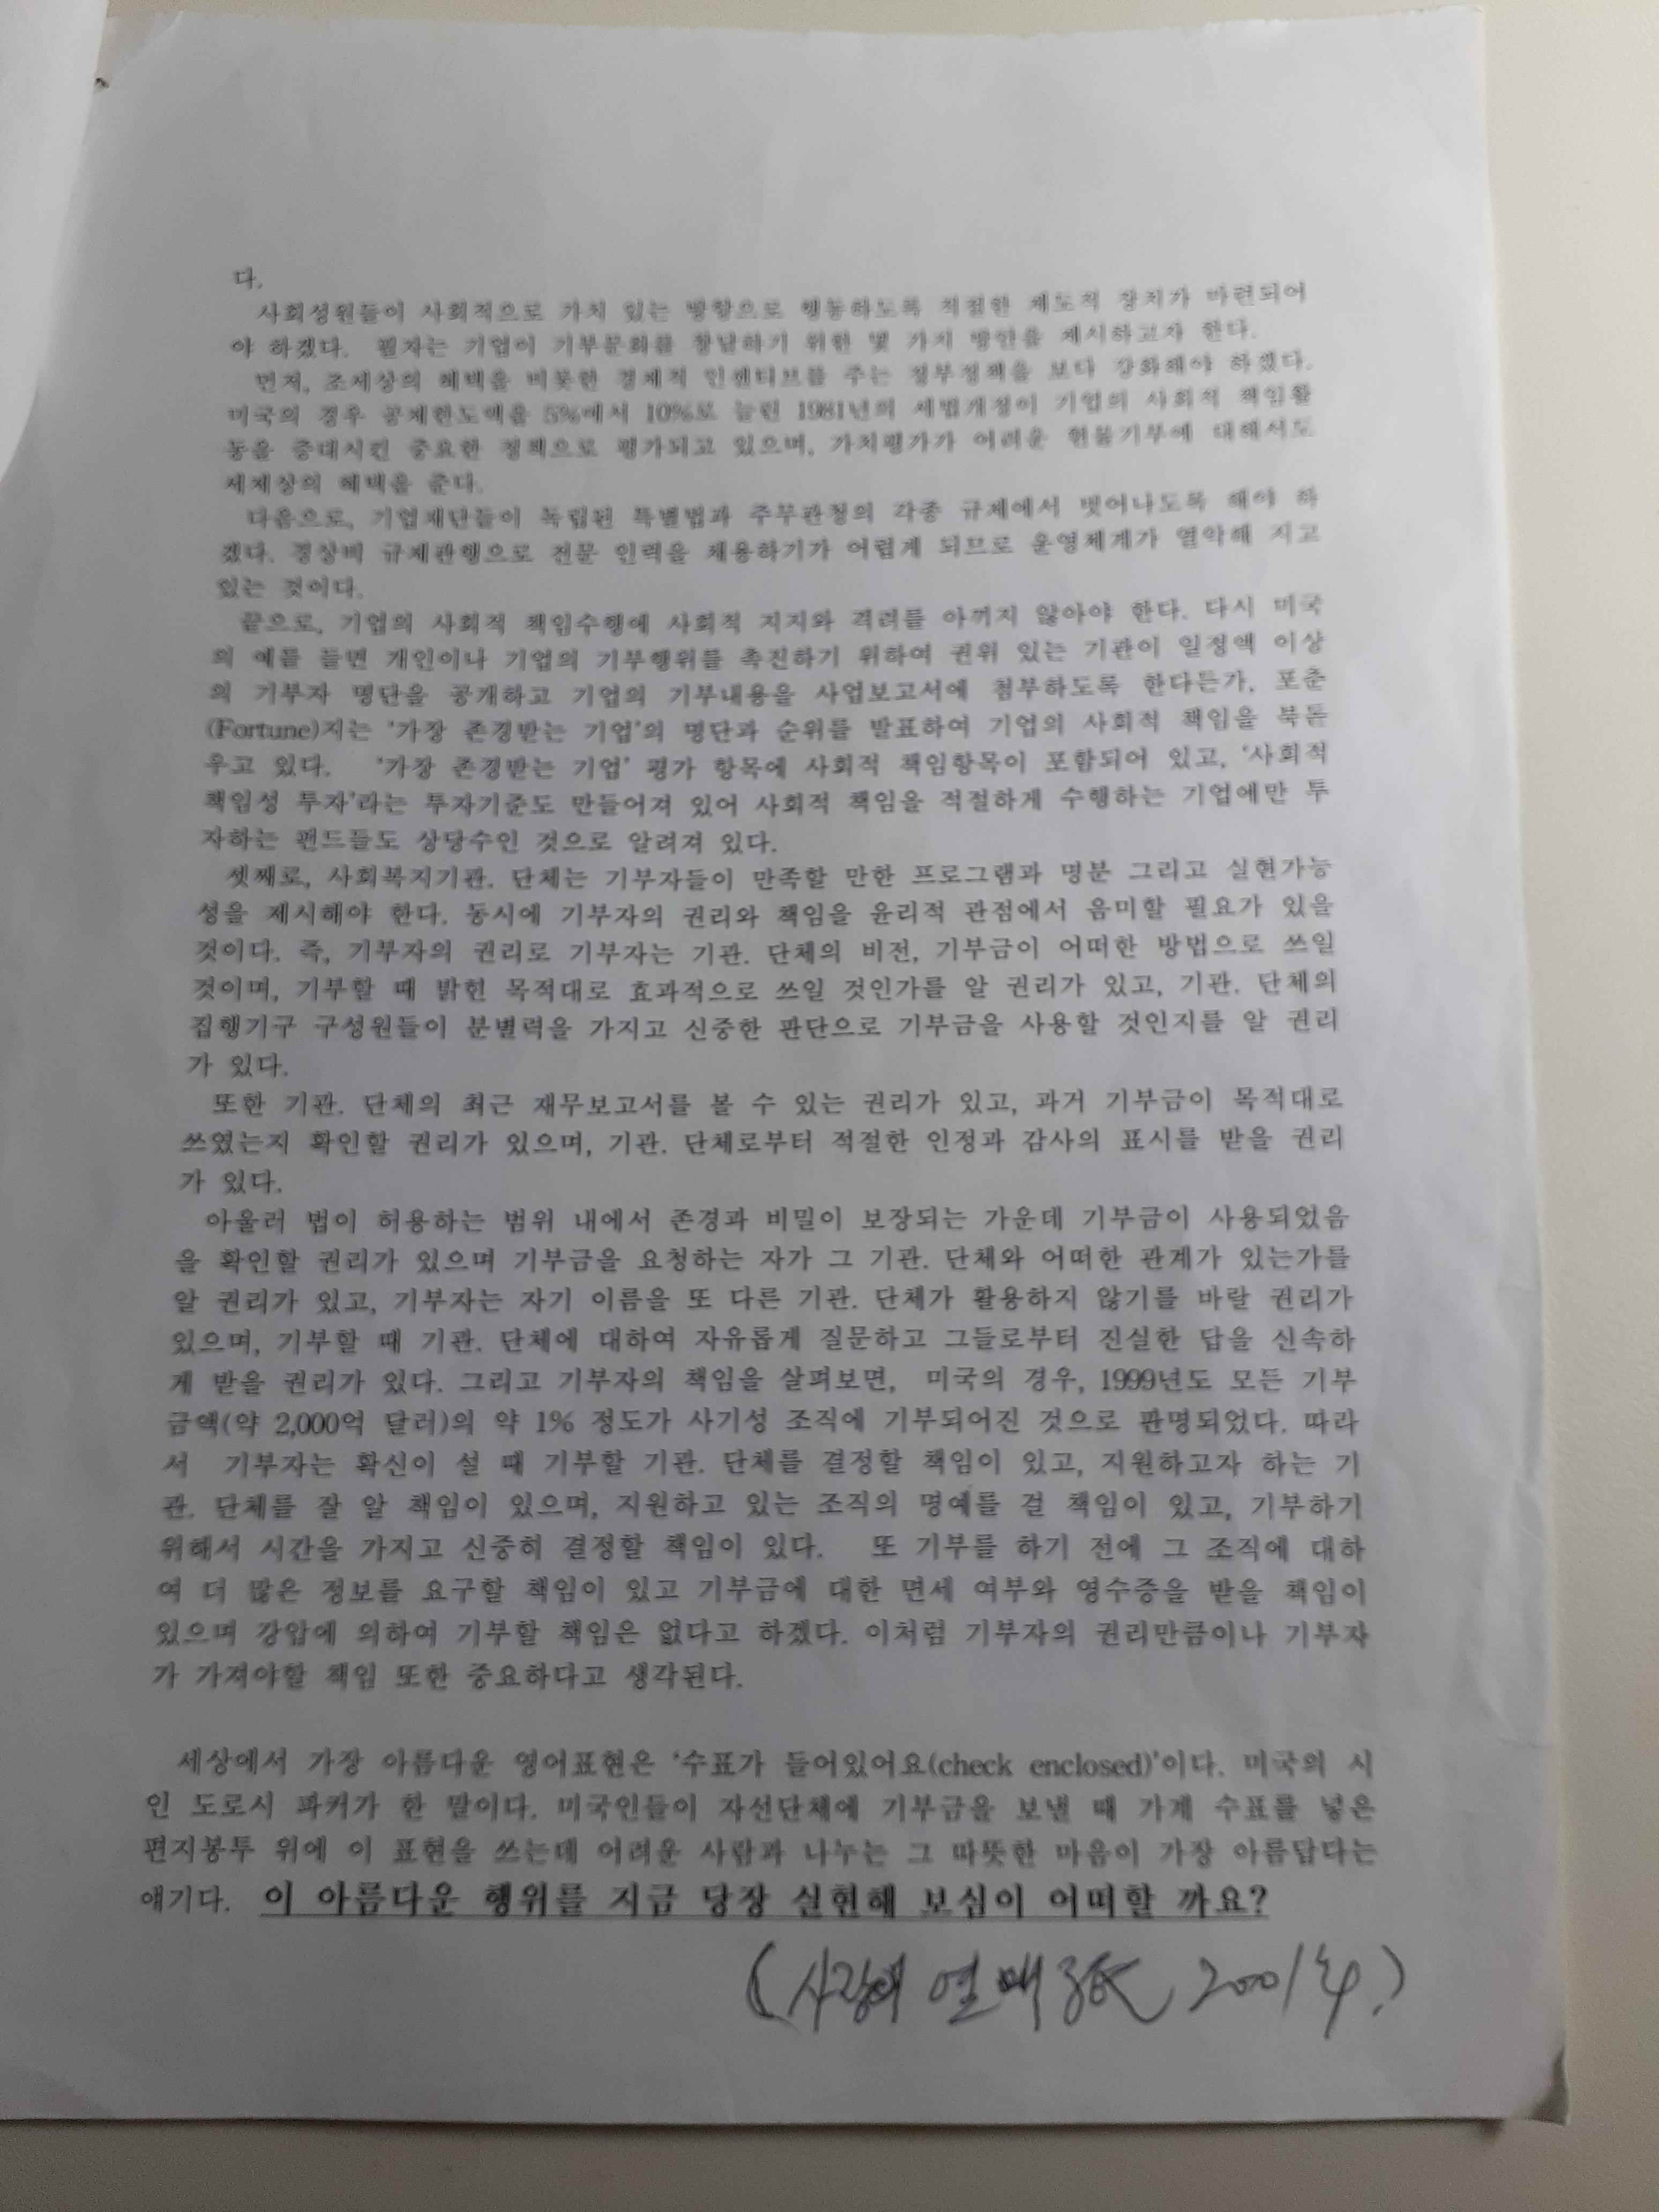 다.
사회성원들이 사회적으로 가치 있는 방향으로 행동하도록 적절한 제도적 장치가 마련되어
야 하겠다. 필자는 기업이 기부문화를 창달하기 위한 몇 가지 방안을 제시하고자 한다.
먼저, 조세상의 혜택을 비롯한 경제적 인센티브를 주는 정부정책을 보다 강화해야 하겠다.
미국의 경우 공제한도액을 5%에서 10%로 늘린 1981년의 세법개정이 기업의 사회적 책임활
동을 증대시킨 중요한 정책으로 평가되고 있으며, 가치평가가 어려운 현물기부에 대해서도
세제상의 혜택을 준다.
다음으로, 기업재단들이 독립된 특별법과 주무관청의 각종 규제에서 벗어나도록 해야 하
겠다. 경상비 규제관행으로 전문 인력을 채용하기가 어렵게 되므로 운영체계가 열악해 지고
있는 것이다.
끝으로, 기업의 사회적 책임수행에 사회적 지지와 격려를 아끼지 않아야 한다. 다시 미국
의 예를 들면 개인이나 기업의 기부행위를 촉진하기 위하여 권위 있는 기관이 일정액 이상
의 기부자 명단을 공개하고 기업의 기부내용을 사업보고서에 첨부하도록 한다든가, 포춘
(Fortune)지는 '가장 존경받는 기업'의 명단과 순위를 발표하여 기업의 사회적 책임을 북돋
우고 있다. '가장 존경받는 기업' 평가 항목에 사회적 책임항목이 포함되어 있고, '사회적
책임성 투자'라는 투자기준도 만들어져 있어 사회적 책임을 적절하게 수행하는 기업에만 투
자하는 팬드들도 상당수인 것으로 알려져 있다.
셋째로, 사회복지기관. 단체는 기부자들이 만족할 만한 프로그램과 명분 그리고 실현가능
성을 제시해야 한다. 동시에 기부자의 권리와 책임을 윤리적 관점에서 음미할 필요가 있을
것이다. 즉, 기부자의 권리로 기부자는 기관. 단체의 비전, 기부금이 어떠한 방법으로 쓰일
것이며, 기부할 때 밝힌 목적대로 효과적으로 쓰일 것인가를 알 권리가 있고, 기관. 단체의
집행기구 구성원들이 분별력을 가지고 신중한 판단으로 기부금을 사용할 것인지를 알 권리
가 있다.
또한 기관. 단체의 최근 재무보고서를 볼 수 있는 권리가 있고, 과거 기부금이 목적대로
쓰였는지 확인할 권리가 있으며, 기관. 단체로부터 적절한 인정과 감사의 표시를 받을 권리
가 있다.
아울러 법이 허용하는 범위 내에서 존경과 비밀이 보장되는 가운데 기부금이 사용되었음
을 확인할 권리가 있으며 기부금을 요청하는 자가 그 기관. 단체와 어떠한 관계가 있는가를
알 권리가 있고, 기부자는 자기 이름을 또 다른 기관. 단체가 활용하지 않기를 바랄 권리가
있으며, 기부할 때 기관. 단체에 대하여 자유롭게 질문하고 그들로부터 진실한 답을 신속하
게 받을 권리가 있다. 그리고 기부자의 책임을 살펴보면, 미국의 경우, 1999년도 모든 기부
금액(약 2,000억 달러)의 약 1% 정도가 사기성 조직에 기부되어진 것으로 판명되었다. 따라
서 기부자는 확신이 설 때 기부할 기관. 단체를 결정할 책임이 있고, 지원하고자 하는 기
관. 단체를 잘 알 책임이 있으며, 지원하고 있는 조직의 명예를 걸 책임이 있고, 기부하기
위해서 시간을 가지고 신중히 결정할 책임이 있다. 또 기부를 하기 전에 그 조직에 대하
여 더 많은 정보를 요구할 책임이 있고 기부금에 대한 면세 여부와 영수증을 받을 책임이
있으며 강압에 의하여 기부할 책임은 없다고 하겠다. 이처럼 기부자의 권리만큼이나 기부자
가 가져야할 책임 또한 중요하다고 생각된다.
세상에서 가장 아름다운 영어표현은 '수표가 들어있어요(check enclosed)'이다. 미국의 시
인 도로시 파커가 한 말이다. 미국인들이 자선단체에 기부금을 보낼 때 가계 수표를 넣은
편지봉투 위에 이 표현을 쓰는데 어려운 사람과 나누는 그 따뜻한 마음이 가장 아름답다는
얘기다. 이 아름다운 행위를 지금 당장 실현해 보심이 어떠할 까요?
(사랑에 열매 2001년.)